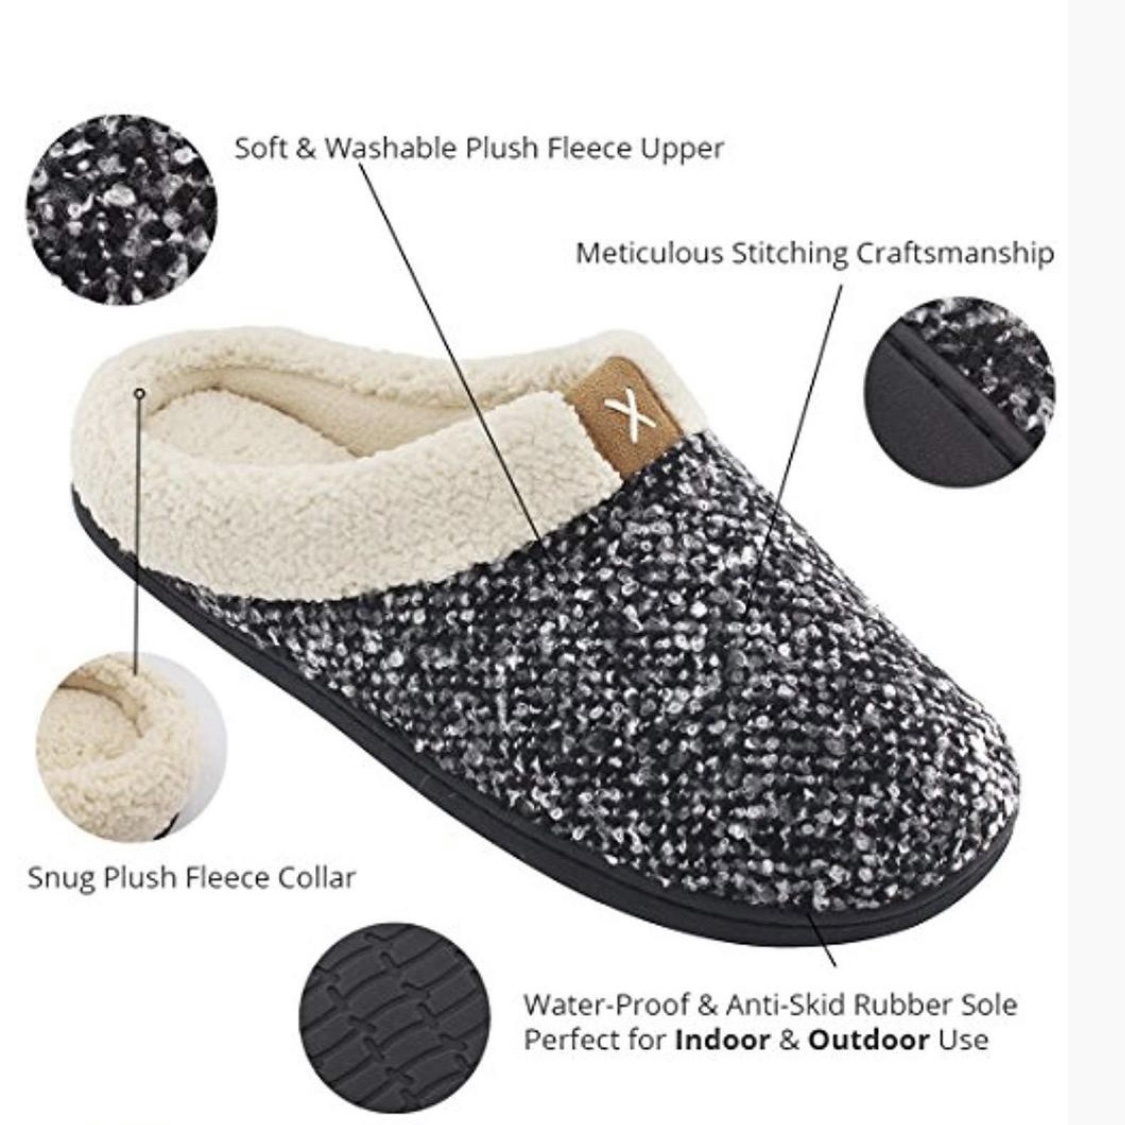 Soft & Washable Plush Fleece Upper
Meticulous Stitching Craftsmanship
Snug Plush Fleece Collar
Water-Proof & Anti-Skid Rubber Sole
Perfect for Indoor & Outdoor Use